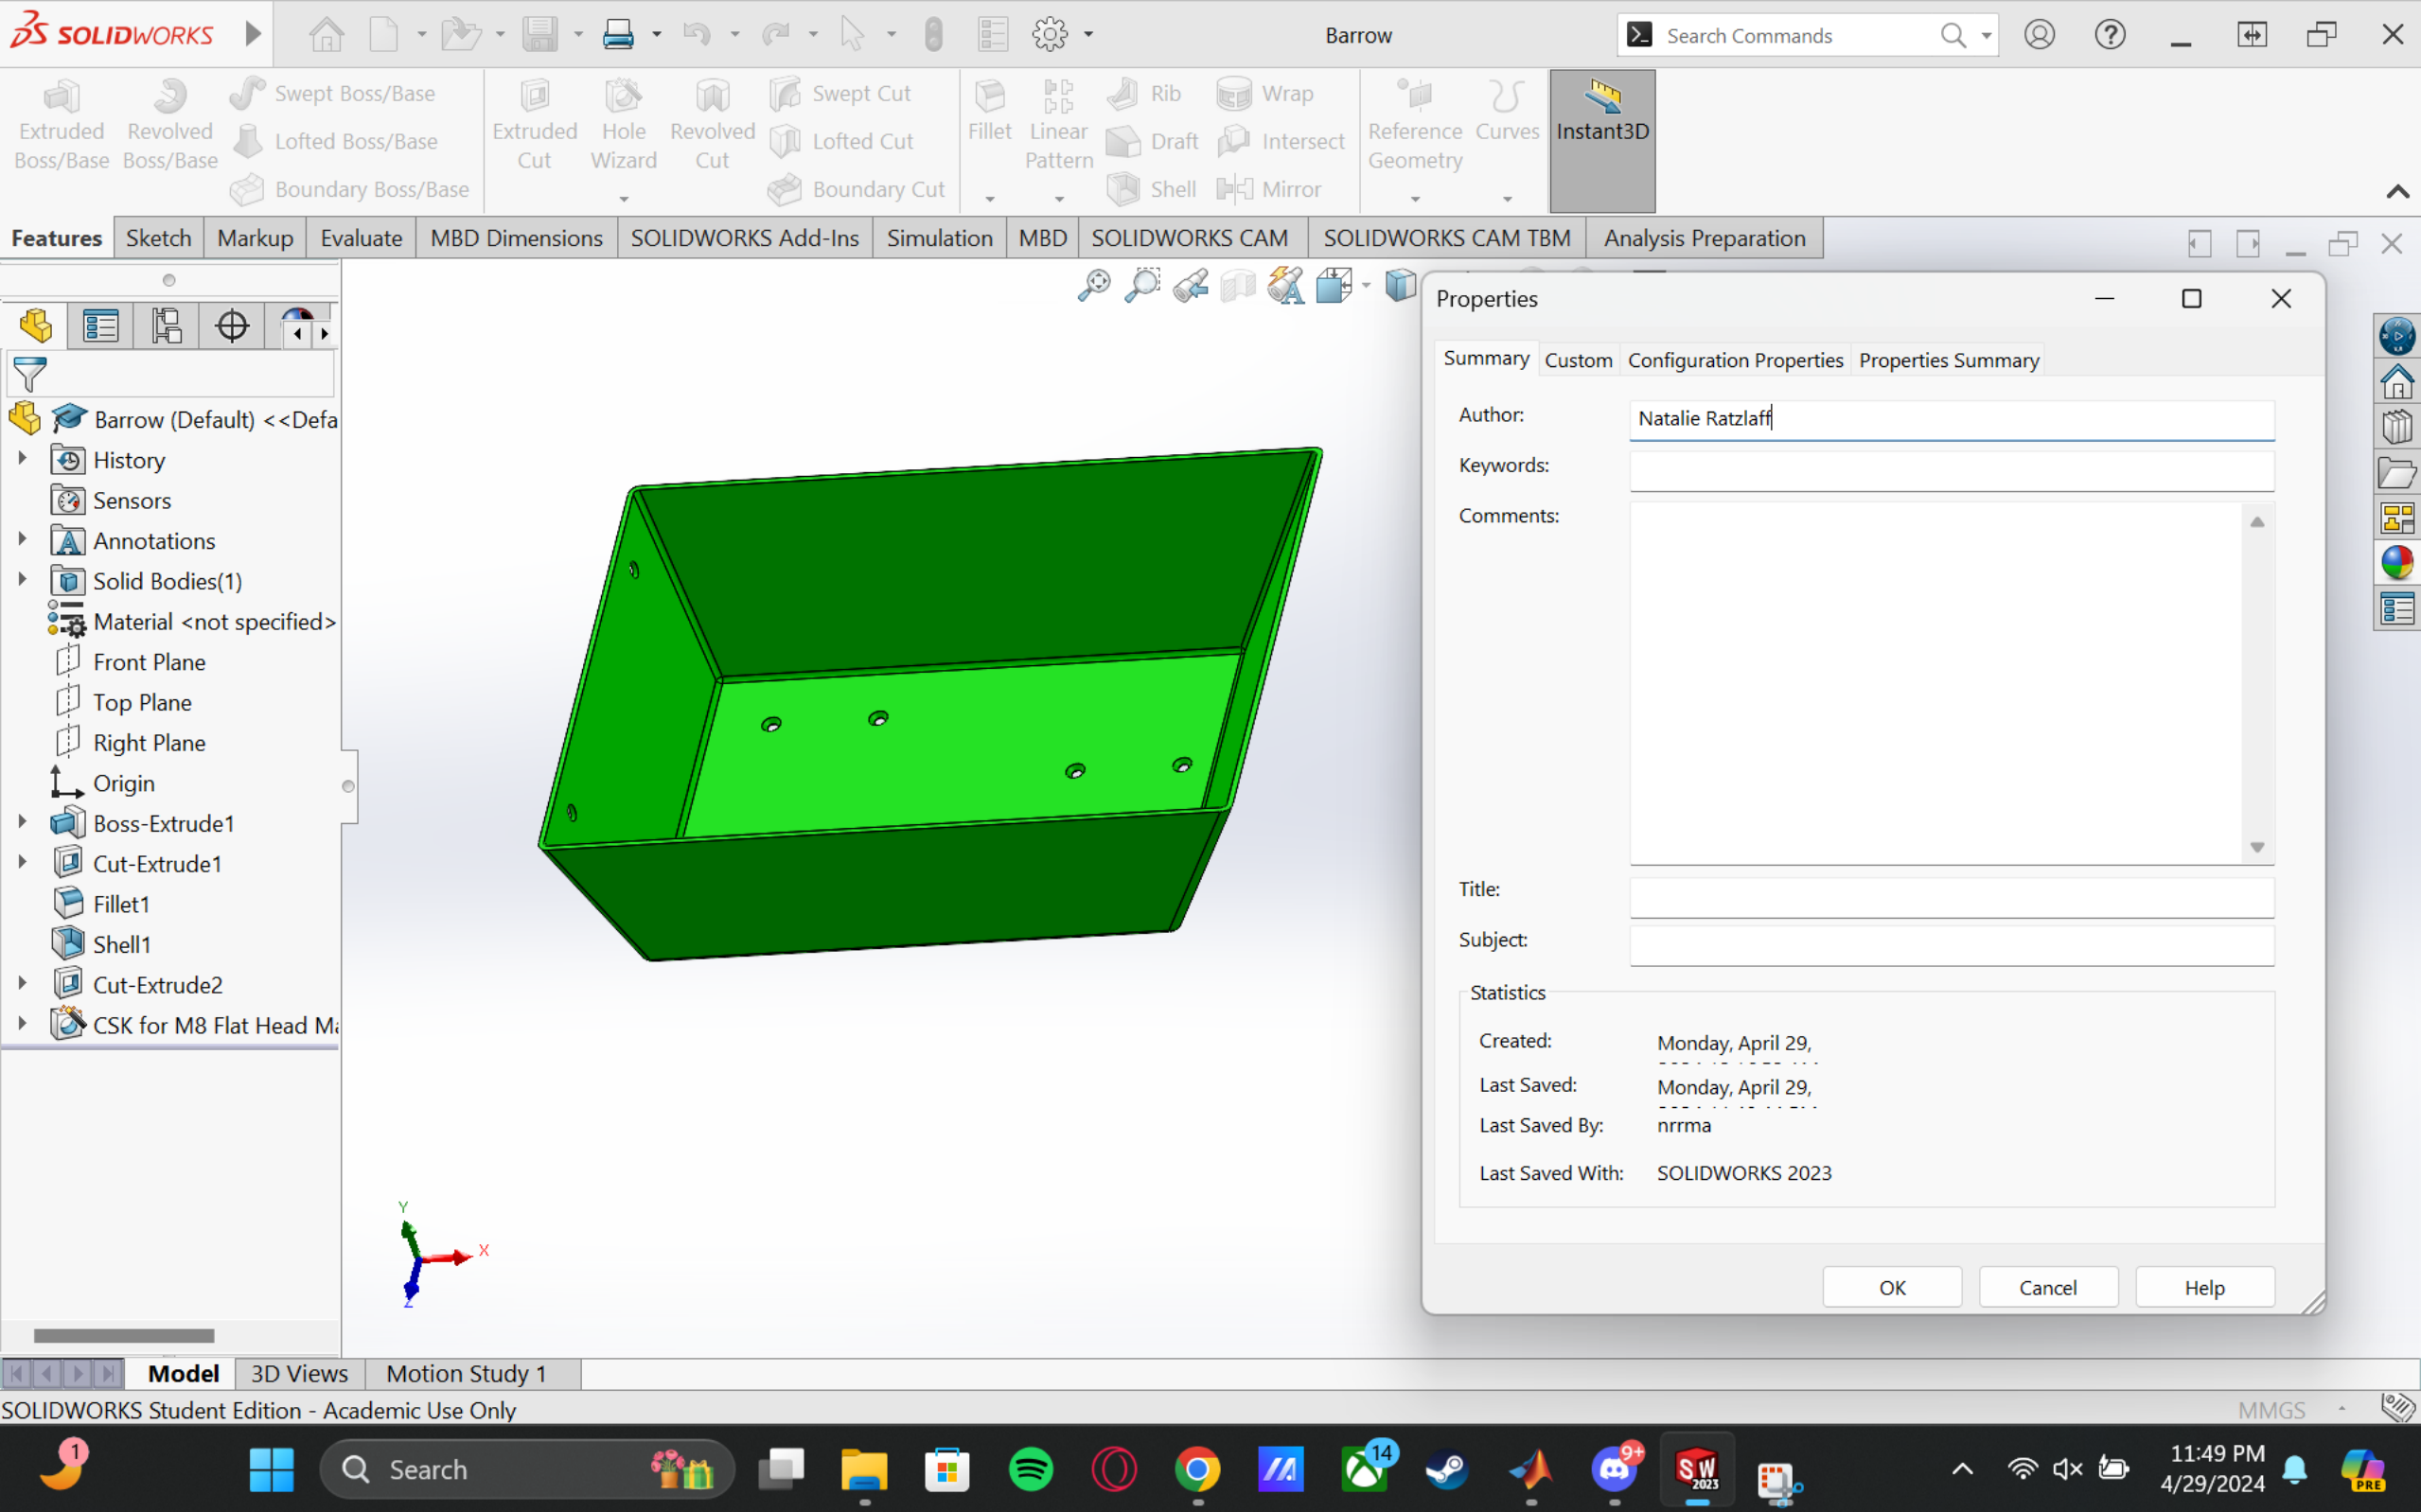 SOLIDWORKS
Barrow
Search Commands
Extruded Boss/Base
Revolved Boss/Base
Swept Boss/Base
Lofted Boss/Base
Boundary Boss/Base
Extruded Cut
Hole Wizard
Revolved Cut
Swept Cut
Lofted Cut
Boundary Cut
Fillet
Linear Pattern
Rib
Draft
Shell
Wrap
Intersect
Mirror
Reference Geometry
Curves
Instant3D
Features
Sketch
Markup
Evaluate
MBD Dimensions
SOLIDWORKS Add-Ins
Simulation
MBD
SOLIDWORKS CAM
SOLIDWORKS CAM TBM
Analysis Preparation
Barrow (Default) <<Defa
History
Sensors
Annotations
Solid Bodies(1)
Material <not specified>
Front Plane
Top Plane
Right Plane
Origin
Boss-Extrude1
Cut-Extrude1
Fillet1
Shell1
Cut-Extrude2
CSK for M8 Flat Head Ma
Y
X
Z
Properties
Summary
Custom
Configuration Properties
Properties Summary
Author:
Natalie Ratzlaff
Keywords:
Comments:
Title:
Subject:
Statistics
Created:
Monday, April 29,
Last Saved:
Monday, April 29,
Last Saved By:
nrrma
Last Saved With:
SOLIDWORKS 2023
OK
Cancel
Help
Model
3D Views
Motion Study 1
SOLIDWORKS Student Edition - Academic Use Only
MMGS
1
Search
14
9+
SW
2023
11:49 PM
4/29/2024
PRE